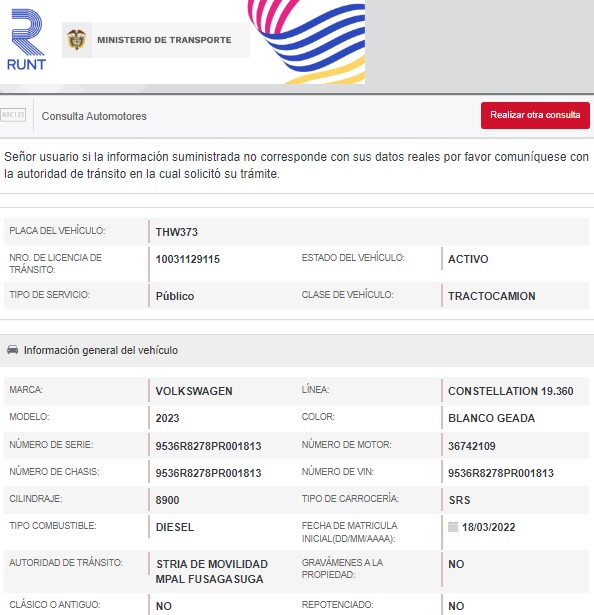 RUNT
MINISTERIO DE TRANSPORTE
ABC123
Consulta Automotores
Realizar otra consulta
Señor usuario si la información suministrada no corresponde con sus datos reales por favor comuníquese con
la autoridad de tránsito en la cual solicitó su trámite.
PLACA DEL VEHÍCULO: THW373
NRO. DE LICENCIA DE TRÁNSITO: 10031129115 ESTADO DEL VEHÍCULO: ACTIVO
TIPO DE SERVICIO: Público CLASE DE VEHÍCULO: TRACTOCAMION
Información general del vehículo
MARCA: VOLKSWAGEN LÍNEA: CONSTELLATION 19.360
MODELO: 2023 COLOR: BLANCO GEADA
NÚMERO DE SERIE: 9536R8278PR001813 NÚMERO DE MOTOR: 36742109
NÚMERO DE CHASIS: 9536R8278PR001813 NÚMERO DE VIN: 9536R8278PR001813
CILINDRAJE: 8900 TIPO DE CARROCERÍA: SRS
TIPO COMBUSTIBLE: DIESEL FECHA DE MATRICULA INICIAL(DD/MM/AAAA): 18/03/2022
AUTORIDAD DE TRÁNSITO: STRIA DE MOVILIDAD MPAL FUSAGASUGA GRAVÁMENES A LA PROPIEDAD: NO
CLÁSICO O ANTIGUO: NO REPOTENCIADO: NO